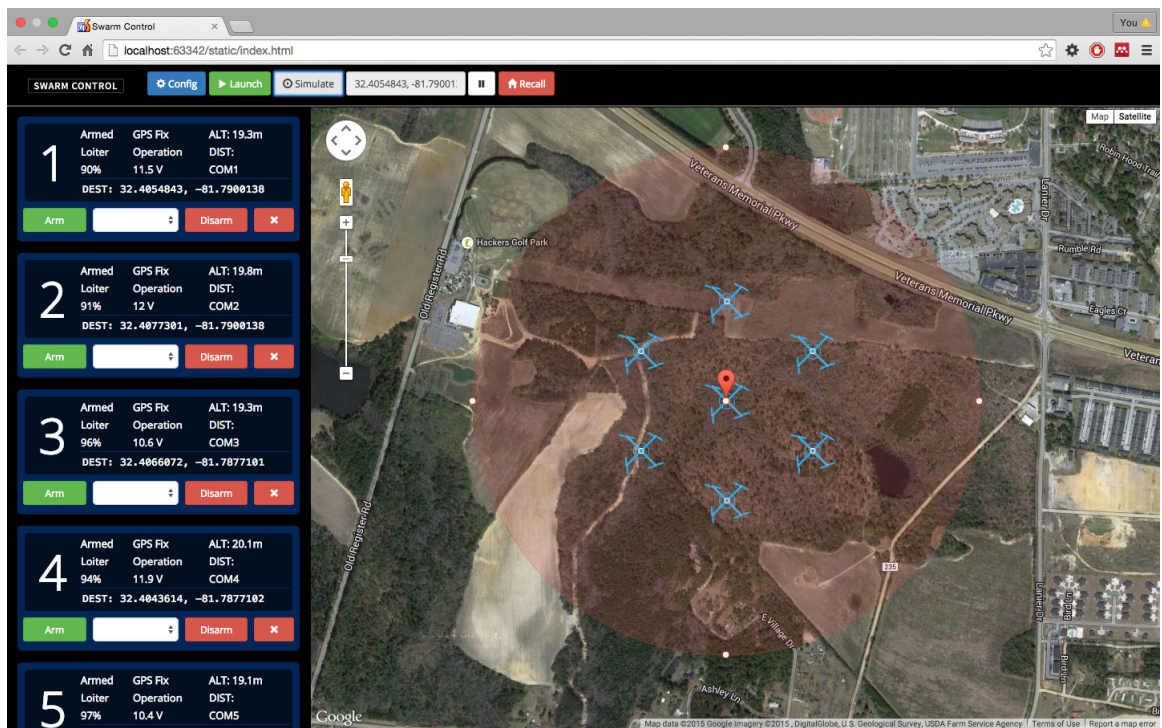 Swarm Control
You
localhost:63342/static/index.html
SWARM CONTROL
Config
Launch
Simulate
32.4054843, -81.79001
Recall
1
Armed GPS Fix ALT: 19.3m
Loiter Operation DIST:
90% 11.5 V COM1
DEST: 32.4054843, -81.7900138
Arm Disarm
2
Armed GPS Fix ALT: 19.8m
Loiter Operation DIST:
91% 12 V COM2
DEST: 32.4077301, -81.7900138
Arm Disarm
3
Armed GPS Fix ALT: 19.3m
Loiter Operation DIST:
96% 10.6 V COM3
DEST: 32.4066072, -81.7877101
Arm Disarm
4
Armed GPS Fix ALT: 20.1m
Loiter Operation DIST:
94% 11.9 V COM4
DEST: 32.4043614, -81.7877102
Arm Disarm
5
Armed GPS Fix ALT: 19.1m
Loiter Operation DIST:
97% 10.4 V COM5
Map Satellite
Veterans Memorial Pkwy
Robin Hood Trail
Lanier Dr
Hackers Golf Park
Rumble Rd
Old Register Rd
Veterans Memorial Pkwy
Eagles Ct
Veteran
Old Register Rd
235
Lanier Dr
Bird Ln
E Village Dr
Bird Ln
Ashley Ln
Google
Map data ©2015 Google Imagery ©2015 , DigitalGlobe, U.S. Geological Survey, USDA Farm Service Agency
Terms of Use
Report a map error